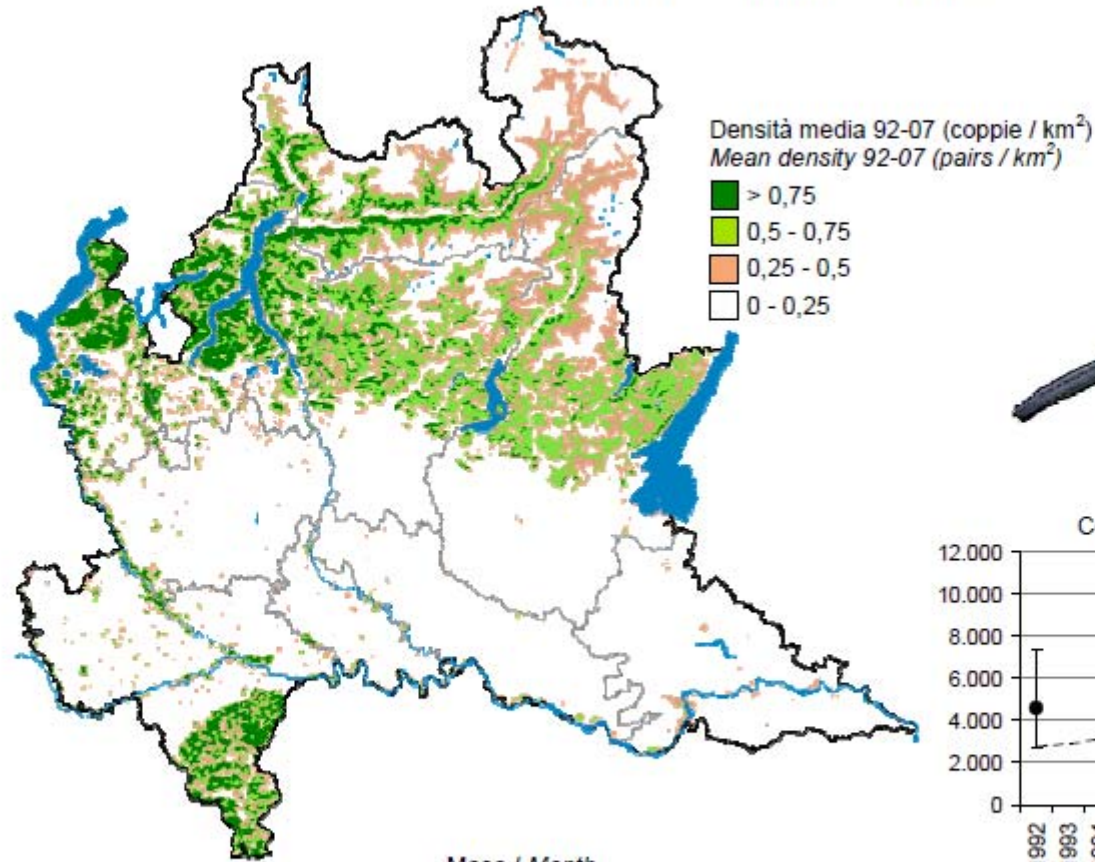 Densità media 92-07 (coppie / km²)
Mean density 92-07 (pairs / km²)
> 0,75
0,5 - 0,75
0,25 - 0,5
0 - 0,25
12.000
10.000
8.000
6.000
4.000
2.000
0
992
993
Mese / Month